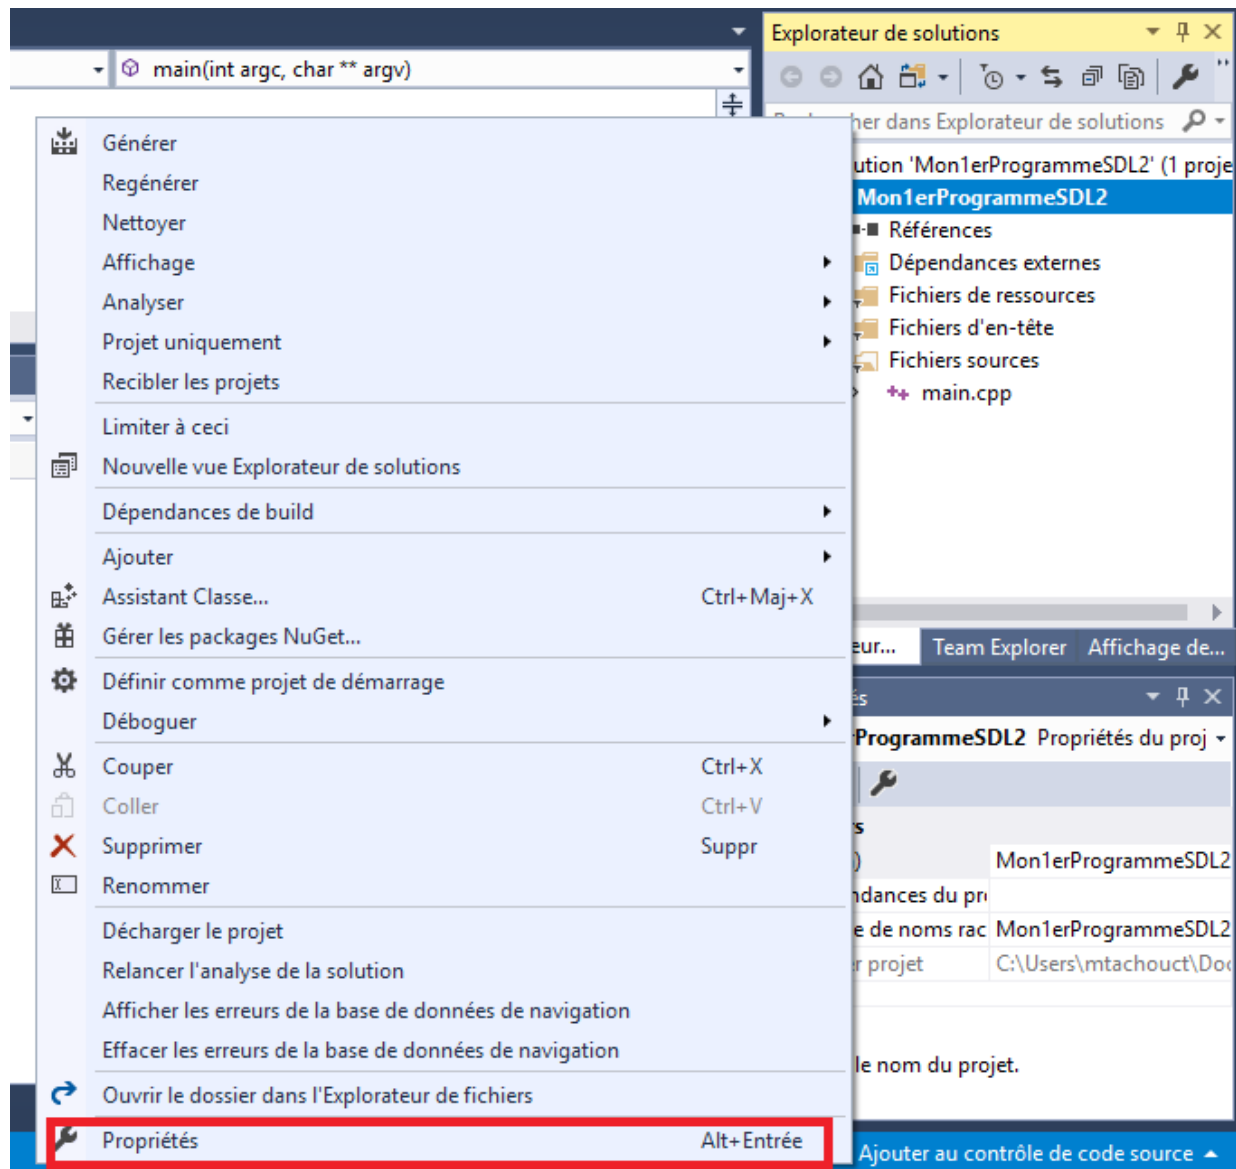 main(int argc, char ** argv)
Explorateur de solutions
her dans Explorateur de solutions
ution 'Mon1erProgrammeSDL2' (1 proje
Mon1erProgrammeSDL2
Références
Dépendances externes
Fichiers de ressources
Fichiers d'en-tête
Fichiers sources
++ main.cpp
Générer
Regénérer
Nettoyer
Affichage
Analyser
Projet uniquement
Recibler les projets
Limiter à ceci
Nouvelle vue Explorateur de solutions
Dépendances de build
Ajouter
Assistant Classe... Ctrl+Maj+X
Gérer les packages NuGet...
Définir comme projet de démarrage
Déboguer
Couper Ctrl+X
Coller Ctrl+V
Supprimer Suppr
Renommer
Décharger le projet
Relancer l'analyse de la solution
Afficher les erreurs de la base de données de navigation
Effacer les erreurs de la base de données de navigation
Ouvrir le dossier dans l'Explorateur de fichiers
Propriétés Alt+Entrée
eur... Team Explorer Affichage de...
és
rProgrammeSDL2 Propriétés du proj
rs
) Mon1erProgrammeSDL2
ndances du pr
e de noms rac Mon1erProgrammeSDL2
r projet C:\Users\mtachouct\Doc
le nom du projet.
Ajouter au contrôle de code source